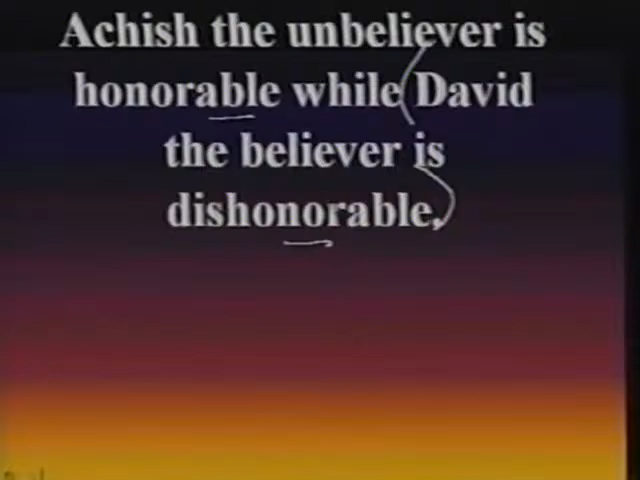 Achish the unbeliever is
honorable while David
the believer is
dishonorable.